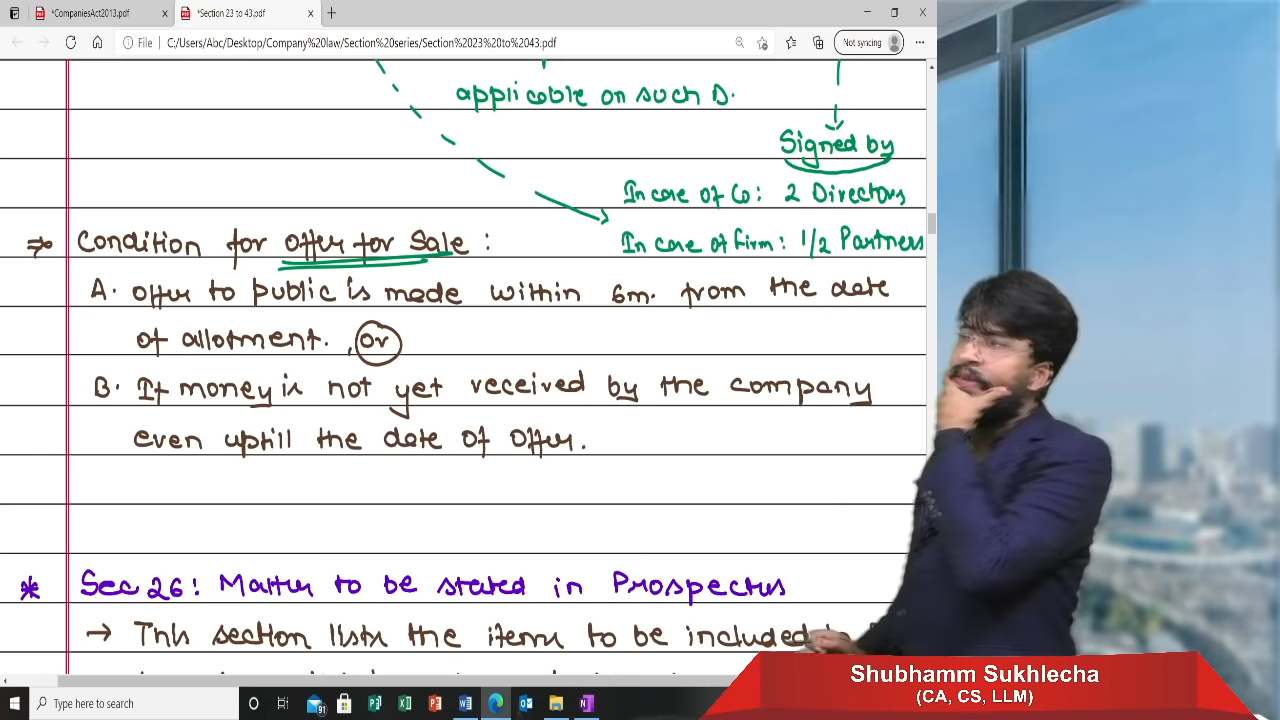 *CompaniesAct2013.pdf
*Section 23 to 43.pdf
File
C:/Users/Abc/Desktop/Company%20law/Section%20series/Section%2023%20to%2043.pdf
Not syncing
applicable on such D.
Signed by
In case of Co: 2 Directors
In case of Firm: 1/2 Partners
⇒ Condition for Offer for Sale :
A. Offer to public is made within 6m. from the date
of allotment. , Or
B. If money is not yet received by the company
even uptill the date of Offer.
* Sec 26: Matter to be stated in Prospectus
→ This section lists the items to be included
Shubhamm Sukhlecha
(CA, CS, LLM)
Type here to search
91